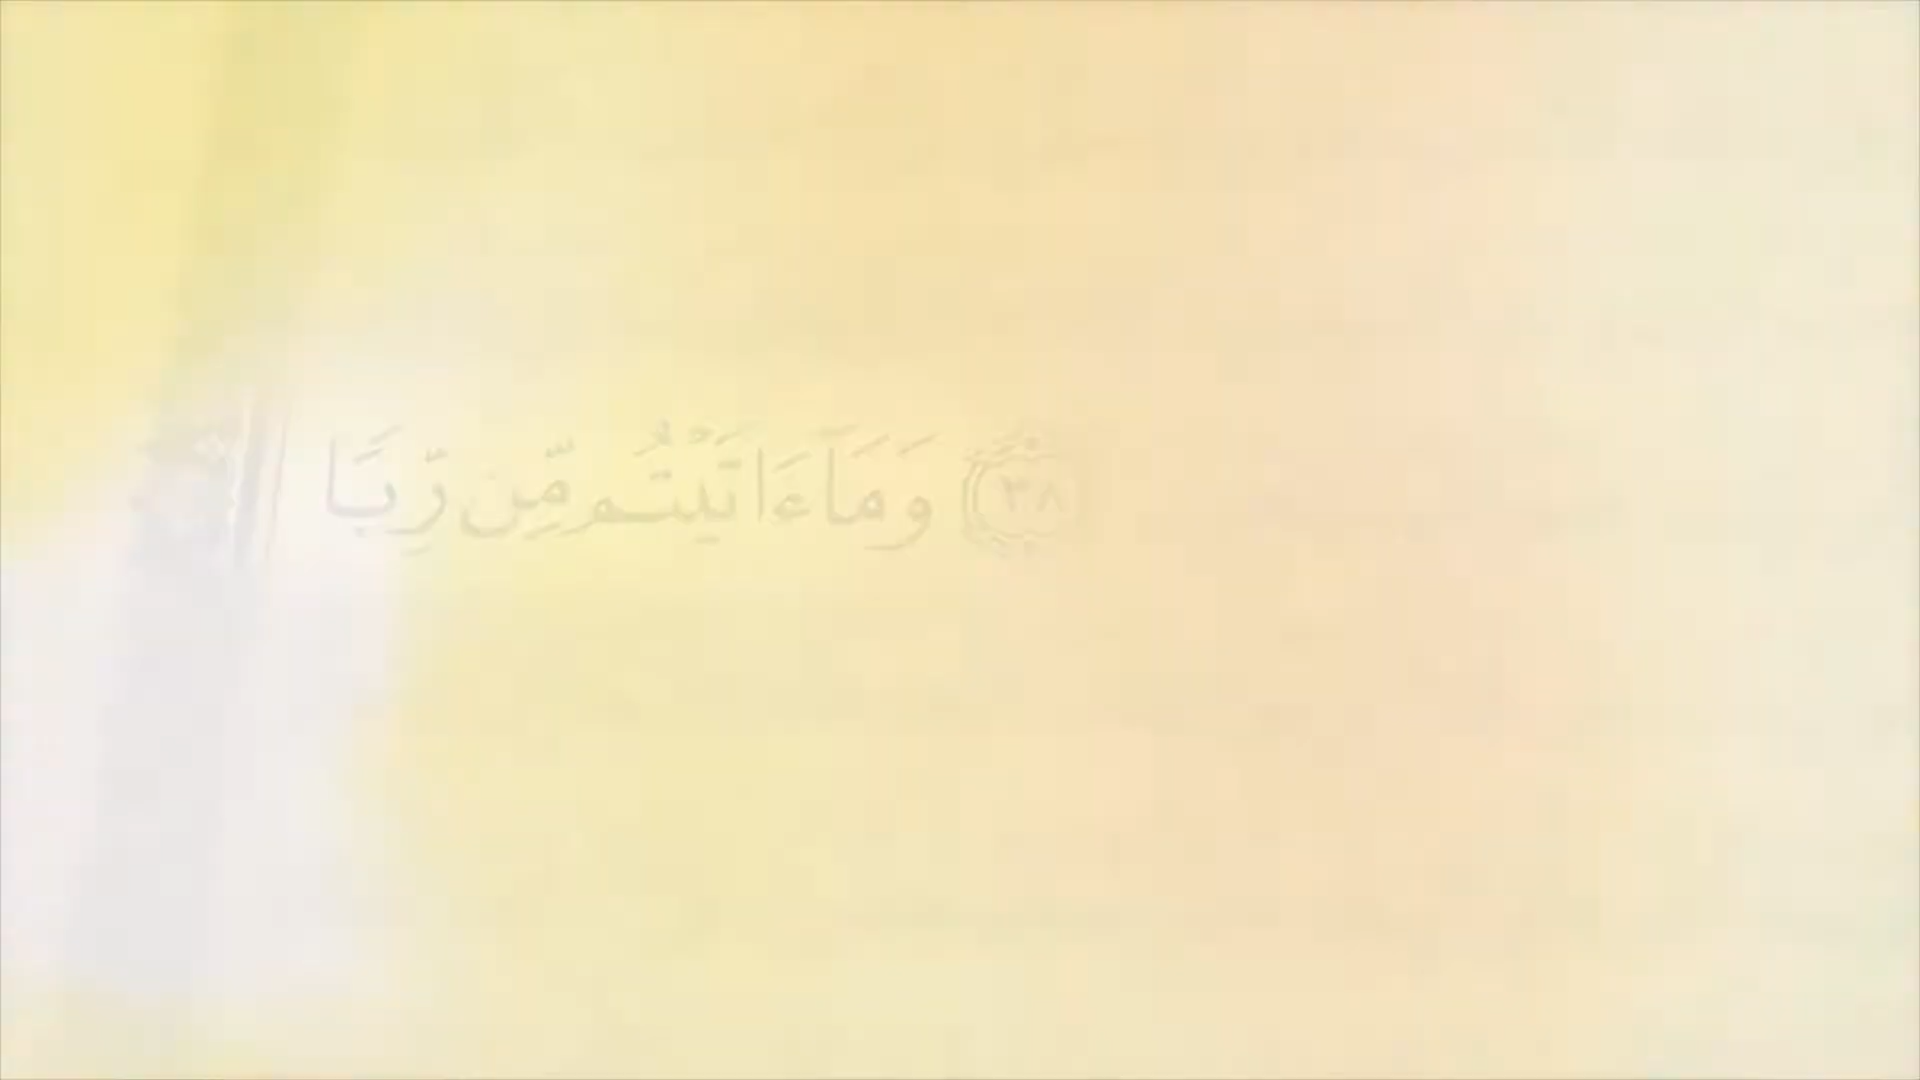 ٣٨ وَمَآ ءَاتَيْتُم مِّن رِّبًا